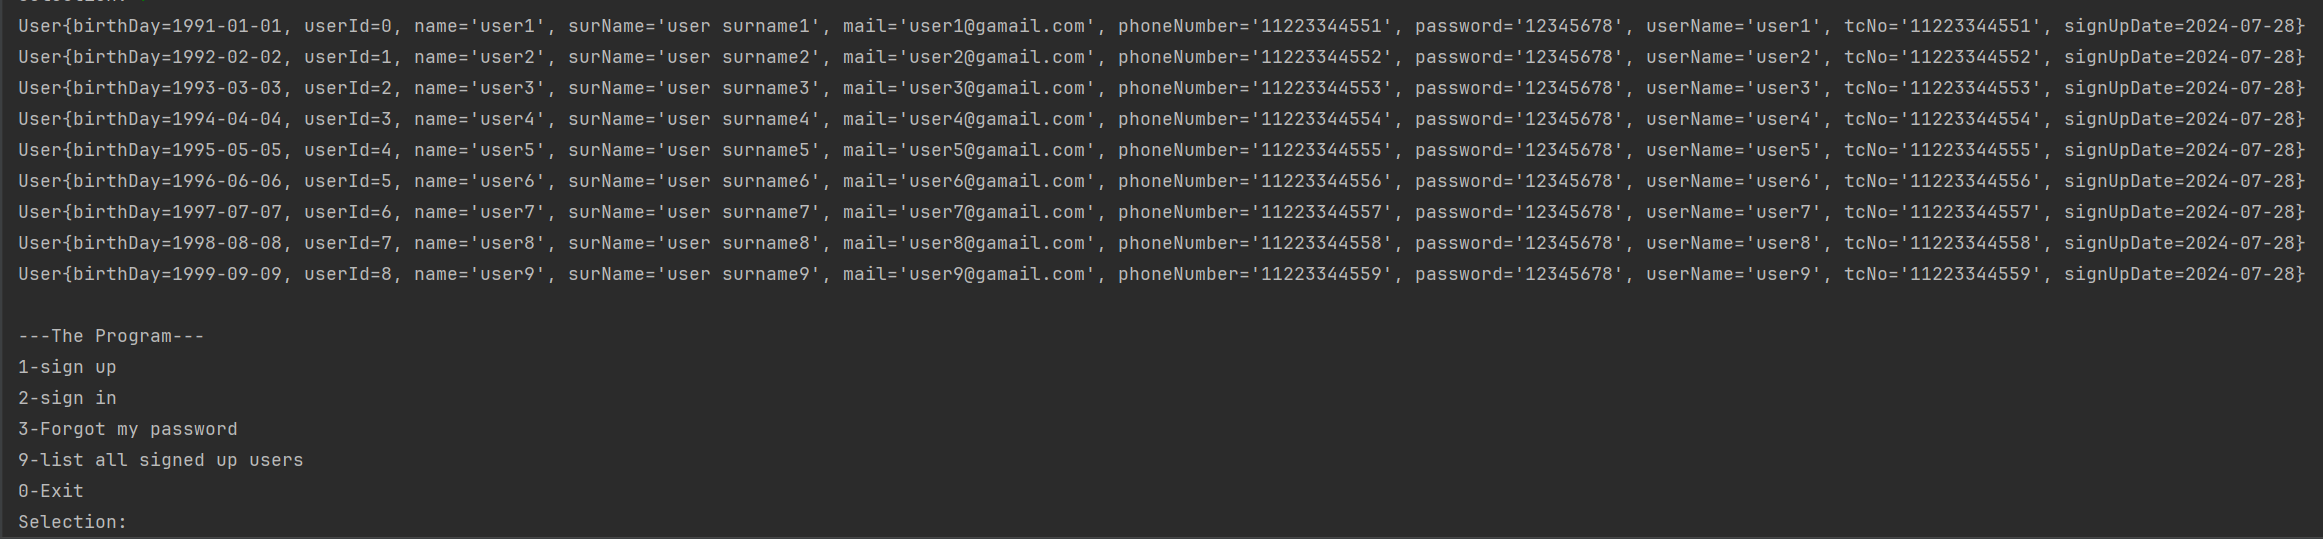 User{birthDay=1991-01-01, userId=0, name='user1', surName='user surname1', mail='user1@gamail.com', phoneNumber='11223344551', password='12345678', userName='user1', tcNo='11223344551', signUpDate=2024-07-28}
User{birthDay=1992-02-02, userId=1, name='user2', surName='user surname2', mail='user2@gamail.com', phoneNumber='11223344552', password='12345678', userName='user2', tcNo='11223344552', signUpDate=2024-07-28}
User{birthDay=1993-03-03, userId=2, name='user3', surName='user surname3', mail='user3@gamail.com', phoneNumber='11223344553', password='12345678', userName='user3', tcNo='11223344553', signUpDate=2024-07-28}
User{birthDay=1994-04-04, userId=3, name='user4', surName='user surname4', mail='user4@gamail.com', phoneNumber='11223344554', password='12345678', userName='user4', tcNo='11223344554', signUpDate=2024-07-28}
User{birthDay=1995-05-05, userId=4, name='user5', surName='user surname5', mail='user5@gamail.com', phoneNumber='11223344555', password='12345678', userName='user5', tcNo='11223344555', signUpDate=2024-07-28}
User{birthDay=1996-06-06, userId=5, name='user6', surName='user surname6', mail='user6@gamail.com', phoneNumber='11223344556', password='12345678', userName='user6', tcNo='11223344556', signUpDate=2024-07-28}
User{birthDay=1997-07-07, userId=6, name='user7', surName='user surname7', mail='user7@gamail.com', phoneNumber='11223344557', password='12345678', userName='user7', tcNo='11223344557', signUpDate=2024-07-28}
User{birthDay=1998-08-08, userId=7, name='user8', surName='user surname8', mail='user8@gamail.com', phoneNumber='11223344558', password='12345678', userName='user8', tcNo='11223344558', signUpDate=2024-07-28}
User{birthDay=1999-09-09, userId=8, name='user9', surName='user surname9', mail='user9@gamail.com', phoneNumber='11223344559', password='12345678', userName='user9', tcNo='11223344559', signUpDate=2024-07-28}
---The Program---
1-sign up
2-sign in
3-Forgot my password
9-list all signed up users
0-Exit
Selection: